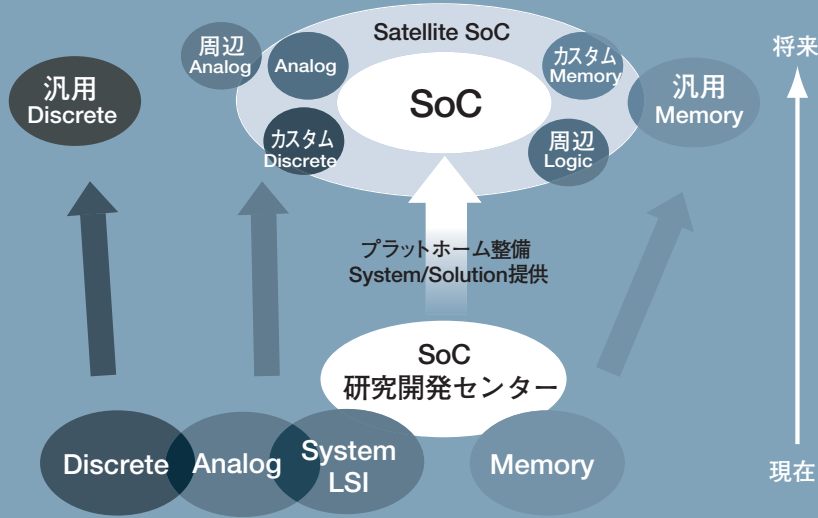 Satellite SoC
将来
周辺
Analog
Analog
カスタム
Memory
汎用
Discrete
SoC
汎用
Memory
カスタム
Discrete
周辺
Logic
プラットホーム整備
System/Solution提供
SoC
研究開発センター
Discrete
Analog
System
LSI
Memory
現在